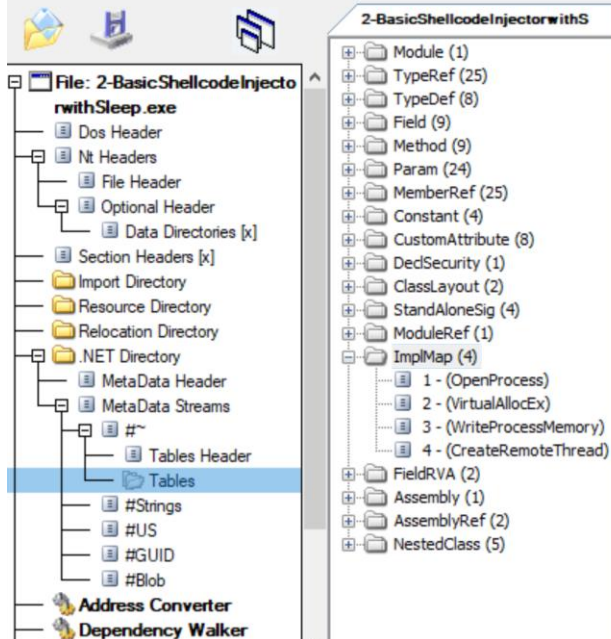 File: 2-BasicShellcodeInjecto
rwithSleep.exe
Dos Header
Nt Headers
File Header
Optional Header
Data Directories [x]
Section Headers [x]
Import Directory
Resource Directory
Relocation Directory
.NET Directory
MetaData Header
MetaData Streams
#~
Tables Header
Tables
#Strings
#US
#GUID
#Blob
Address Converter
Dependency Walker
2-BasicShellcodeInjectorwithS
Module (1)
TypeRef (25)
TypeDef (8)
Field (9)
Method (9)
Param (24)
MemberRef (25)
Constant (4)
CustomAttribute (8)
DeclSecurity (1)
ClassLayout (2)
StandAloneSig (4)
ModuleRef (1)
ImplMap (4)
1 - (OpenProcess)
2 - (VirtualAllocEx)
3 - (WriteProcessMemory)
4 - (CreateRemoteThread)
FieldRVA (2)
Assembly (1)
AssemblyRef (2)
NestedClass (5)